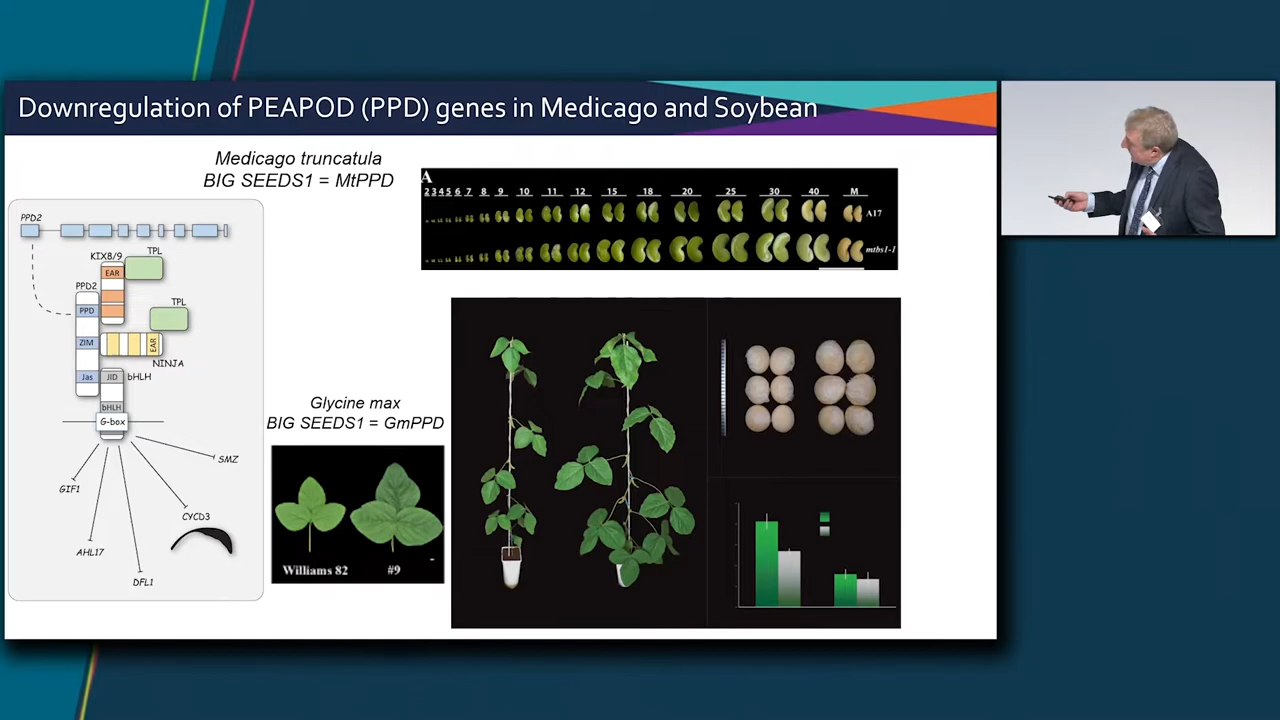 Downregulation of PEAPOD (PPD) genes in Medicago and Soybean
Medicago truncatula
BIG SEEDS1 = MtPPD
A
2 3 4 5 6 7 8 9 10 11 12 15 18 20 25 30 40 M
A17
mtbs1-1
PPD2
KIX8/9
TPL
EAR
PPD2
PPD
TPL
ZIM
EAR
NINJA
Jas
JID
bHLH
bHLH
G-box
SMZ
GIF1
CYCD3
AHL17
DFL1
Glycine max
BIG SEEDS1 = GmPPD
Williams 82
#9